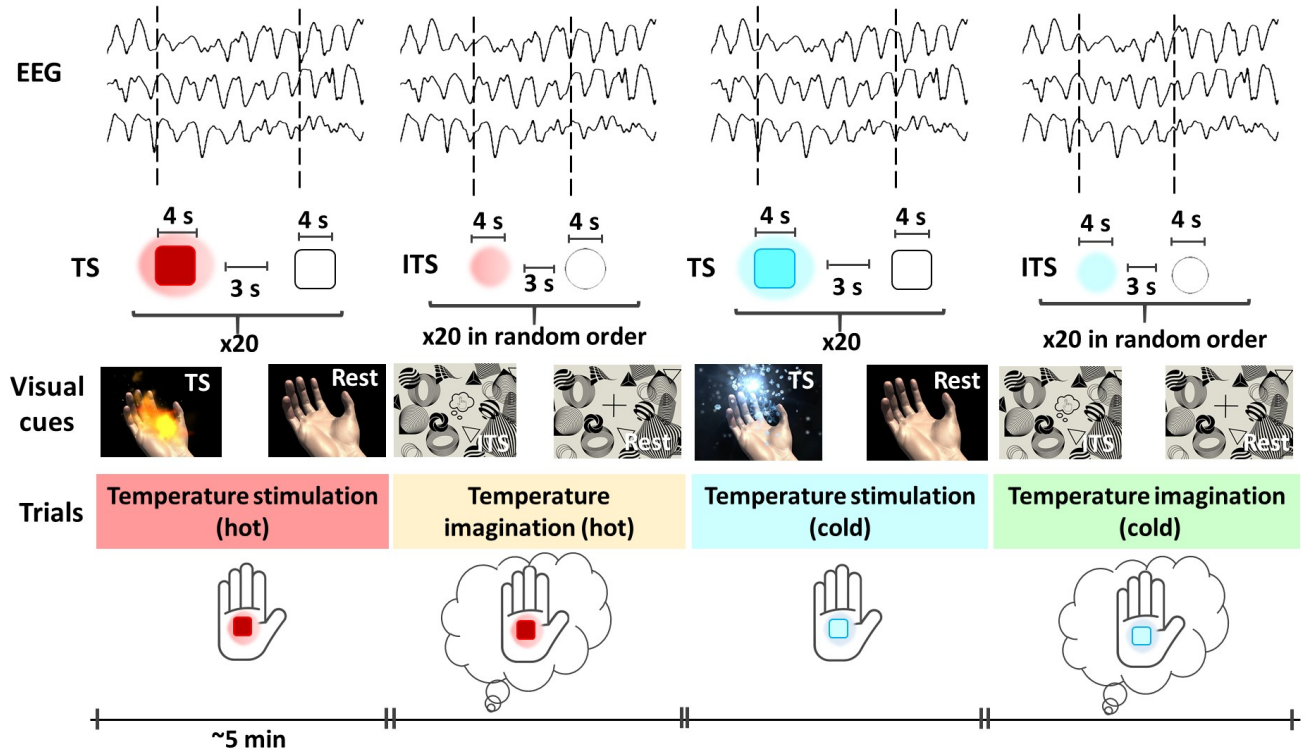 EEG
4 s
4 s
4 s
4 s
4 s
4 s
4 s
4 s
TS
ITS
TS
ITS
3 s
3 s
3 s
3 s
x20
x20 in random order
x20
x20 in random order
Visual
cues
TS
Rest
ITS
Rest
TS
Rest
ITS
Rest
Trials
Temperature stimulation
(hot)
Temperature
imagination (hot)
Temperature stimulation
(cold)
Temperature imagination
(cold)
~5 min